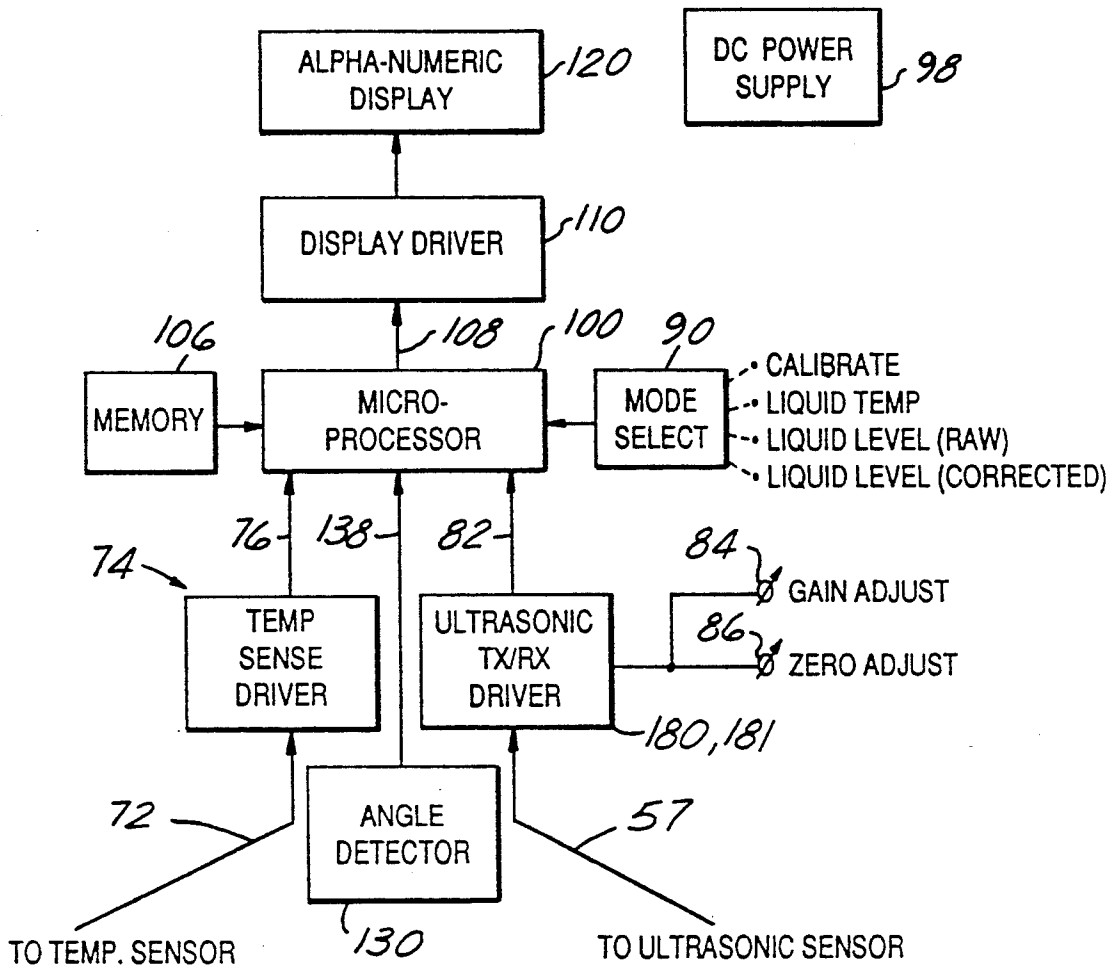 ALPHA-NUMERIC
DISPLAY
120
DC POWER
SUPPLY
98
DISPLAY DRIVER
110
108
100
106
MEMORY
MICRO-
PROCESSOR
90
MODE
SELECT
• CALIBRATE
• LIQUID TEMP
• LIQUID LEVEL (RAW)
• LIQUID LEVEL (CORRECTED)
76
138
82
74
TEMP
SENSE
DRIVER
ULTRASONIC
TX/RX
DRIVER
84
GAIN ADJUST
86
ZERO ADJUST
180, 181
72
ANGLE
DETECTOR
57
130
TO TEMP. SENSOR
TO ULTRASONIC SENSOR